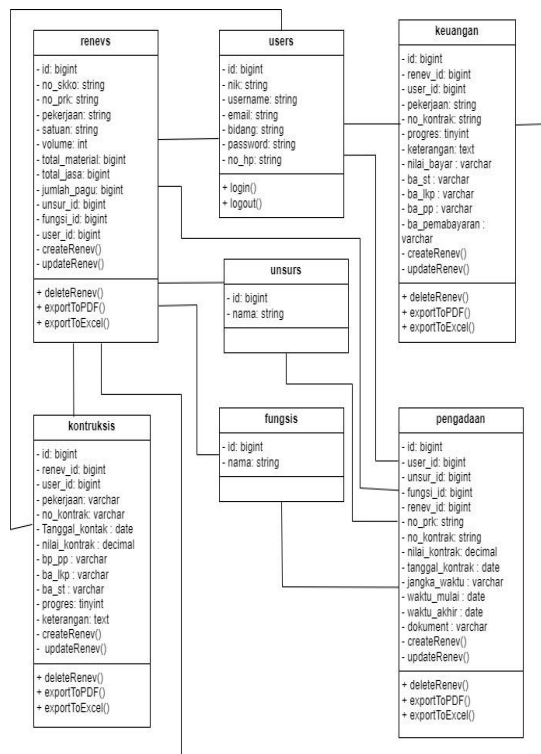 renevs
- id: bigint
- no_skko: string
- no_prk: string
- pekerjaan: string
- satuan: string
- volume: int
- total_material: bigint
- total_jasa: bigint
- jumlah_pagu: bigint
- unsur_id: bigint
- fungsi_id: bigint
- user_id: bigint
- createRenev()
- updateRenev()
+ deleteRenev()
+ exportToPDF()
+ exportToExcel()
users
- id: bigint
- nik: string
- username: string
- email: string
- bidang: string
- password: string
- no_hp: string
+ login()
+ logout()
keuangan
- id: bigint
- renev_id: bigint
- user_id: bigint
- pekerjaan: string
- no_kontrak: string
- progres: tinyint
- keterangan: text
- nilai_bayar : varchar
- ba_st : varchar
- ba_lkp : varchar
- ba_pp : varchar
- ba_pemabayaran :
varchar
- createRenev()
- updateRenev()
+ deleteRenev()
+ exportToPDF()
+ exportToExcel()
unsurs
- id: bigint
- nama: string
kontruksis
- id: bigint
- renev_id: bigint
- user_id: bigint
- pekerjaan: varchar
- no_kontrak: varchar
- Tanggal_kontak : date
- nilai_kontrak : decimal
- bp_pp : varchar
- ba_lkp : varchar
- ba_st : varchar
- progres: tinyint
- keterangan: text
- createRenev()
- updateRenev()
+ deleteRenev()
+ exportToPDF()
+ exportToExcel()
fungsis
- id: bigint
- nama: string
pengadaan
- id: bigint
- user_id: bigint
- unsur_id: bigint
- fungsi_id: bigint
- renev_id: bigint
- no_prk: string
- no_kontrak: string
- nilai_kontrak: decimal
- tanggal_kontrak : date
- jangka_waktu : varchar
- waktu_mulai : date
- waktu_akhir : date
- dokument : varchar
- createRenev()
- updateRenev()
+ deleteRenev()
+ exportToPDF()
+ exportToExcel()